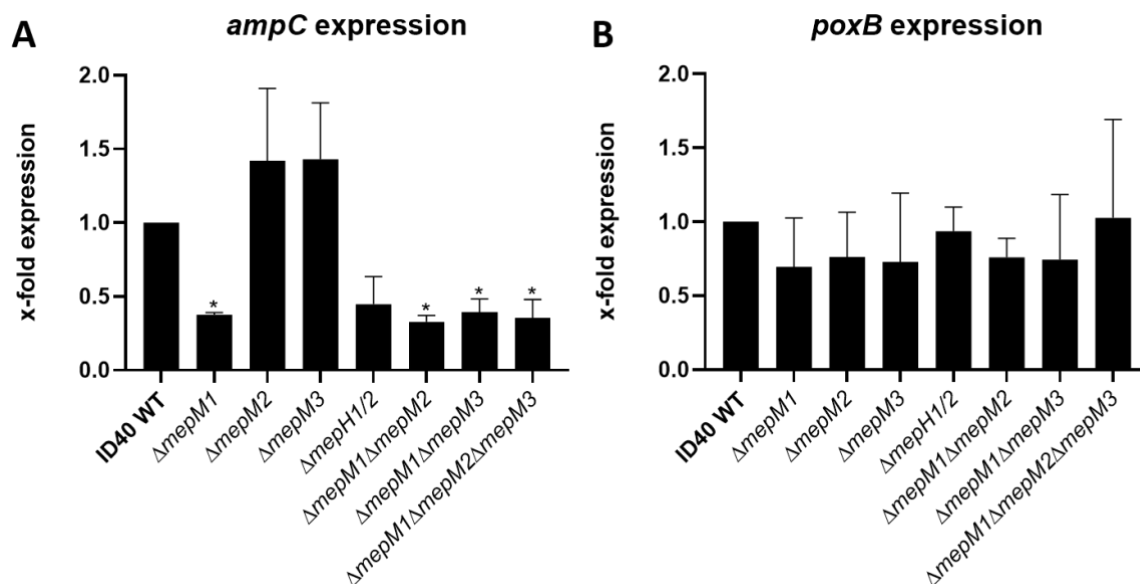 A
ampC expression
x-fold expression
2.0
1.5
1.0
0.5
0.0
*
*
*
*
ID40 WT
ΔmepM1
ΔmepM2
ΔmepM3
ΔmepH1/2
ΔmepM1ΔmepM2
ΔmepM1ΔmepM3
ΔmepM1ΔmepM2ΔmepM3
B
poxB expression
x-fold expression
2.0
1.5
1.0
0.5
0.0
ID40 WT
ΔmepM1
ΔmepM2
ΔmepM3
ΔmepH1/2
ΔmepM1ΔmepM2
ΔmepM1ΔmepM3
ΔmepM1ΔmepM2ΔmepM3